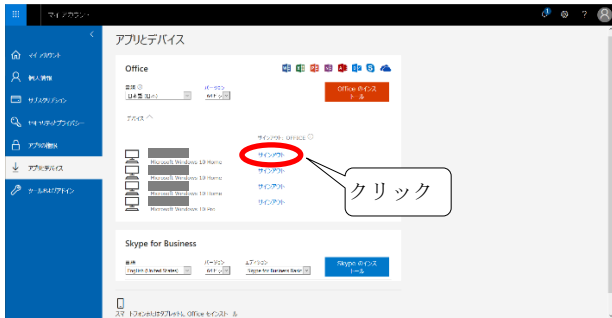 マイ アカウント
アプリとデバイス
マイ アカウント
個人情報
サブスクリプション
セキュリティとプライバシー
アプリの権限
アプリとデバイス
ツールおよびアドイン
Office
言語
バージョン
日本語 (日本)
64 ビット
Office のインス
トール
デバイス
サインアウト: OFFICE
Microsoft Windows 10 Home
サインアウト
Microsoft Windows 10 Home
サインアウト
Microsoft Windows 10 Home
サインアウト
Microsoft Windows 10 Pro
サインアウト
クリック
Skype for Business
言語
バージョン
エディション
English (United States)
64 ビット
Skype for Business Basic
Skype のインス
トール
スマートフォンまたはタブレットに Office をインストール